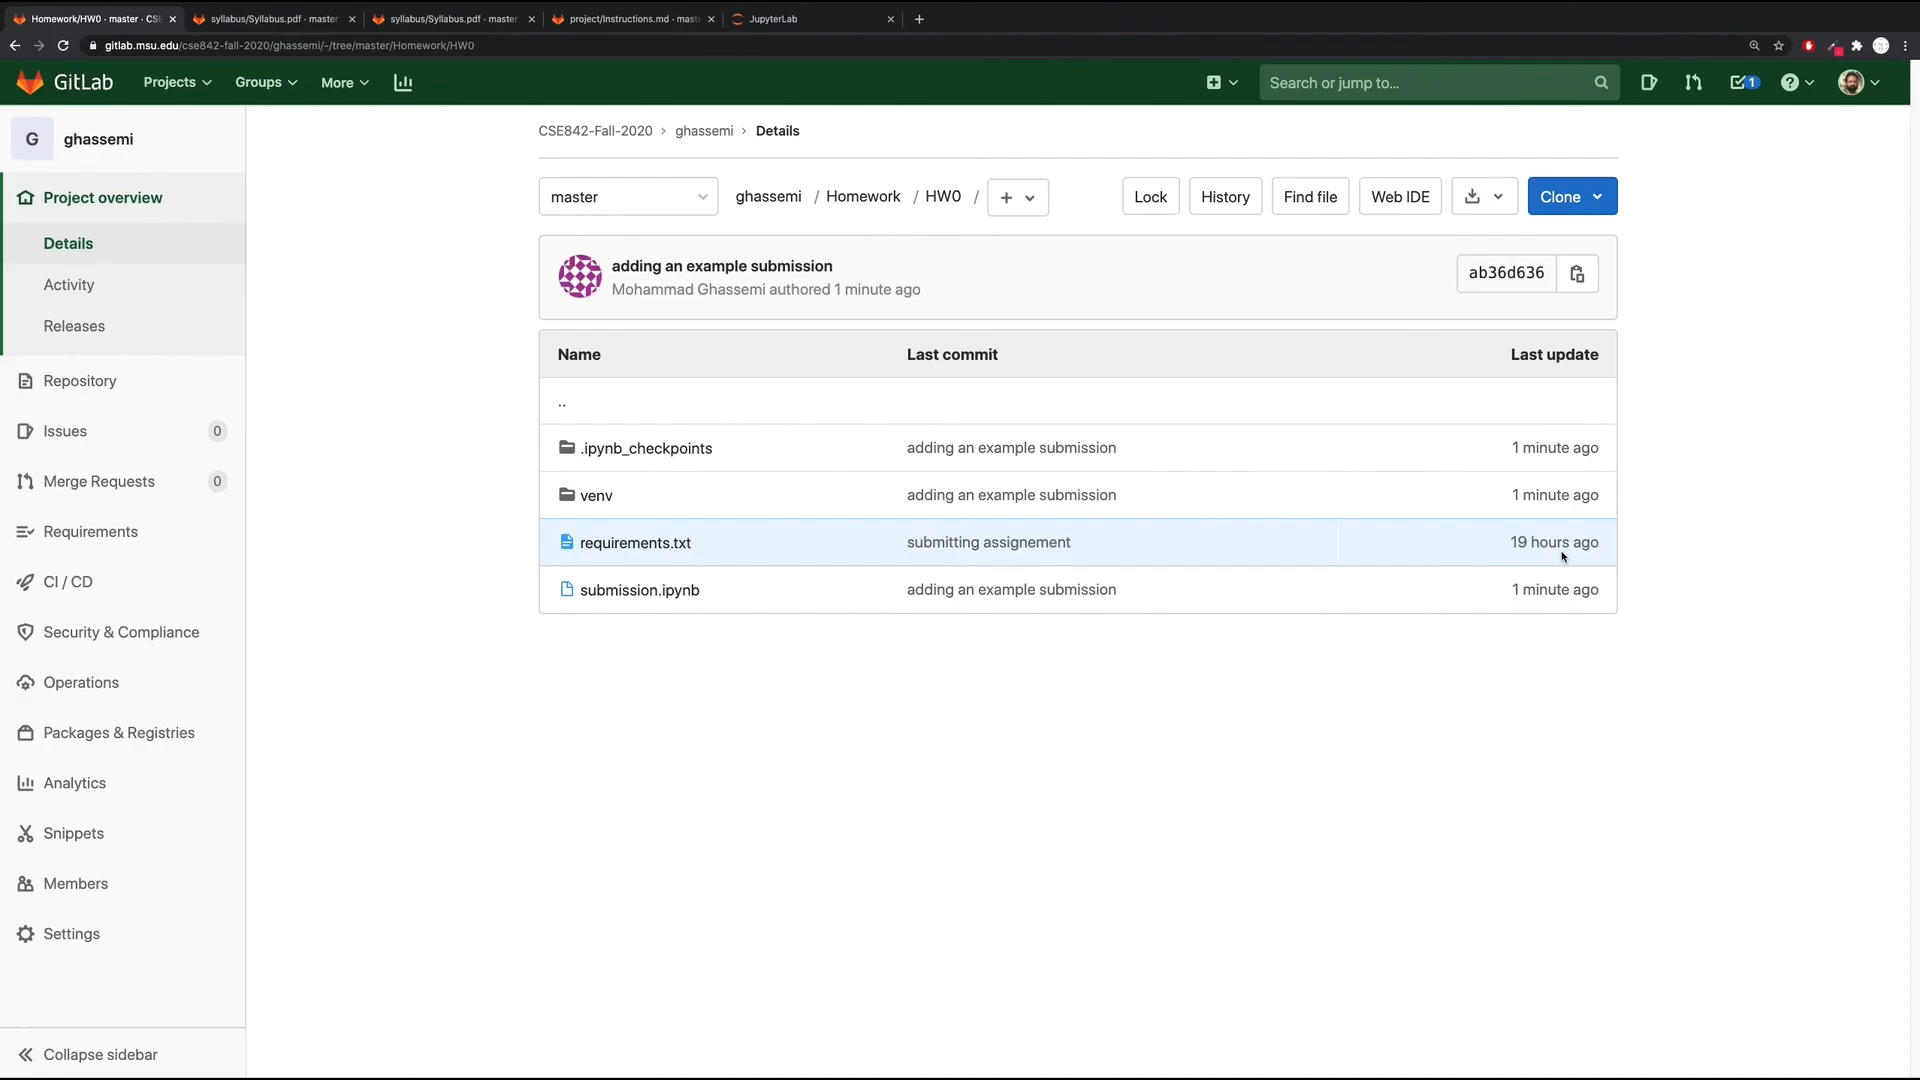 Homework/HW0 · master · CSE
syllabus/Syllabus.pdf · master
syllabus/Syllabus.pdf · master
project/Instructions.md · mast
JupyterLab
gitlab.msu.edu/cse842-fall-2020/ghassemi/-/tree/master/Homework/HW0
GitLab
Projects
Groups
More
Search or jump to...
1
G
ghassemi
Project overview
Details
Activity
Releases
Repository
Issues
0
Merge Requests
0
Requirements
CI / CD
Security & Compliance
Operations
Packages & Registries
Analytics
Snippets
Members
Settings
Collapse sidebar
CSE842-Fall-2020 › ghassemi › Details
master
ghassemi / Homework / HW0 /
Lock
History
Find file
Web IDE
Clone
adding an example submission
Mohammad Ghassemi authored 1 minute ago
ab36d636
Name Last commit Last update
..
.ipynb_checkpoints adding an example submission 1 minute ago
venv adding an example submission 1 minute ago
requirements.txt submitting assignement 19 hours ago
submission.ipynb adding an example submission 1 minute ago